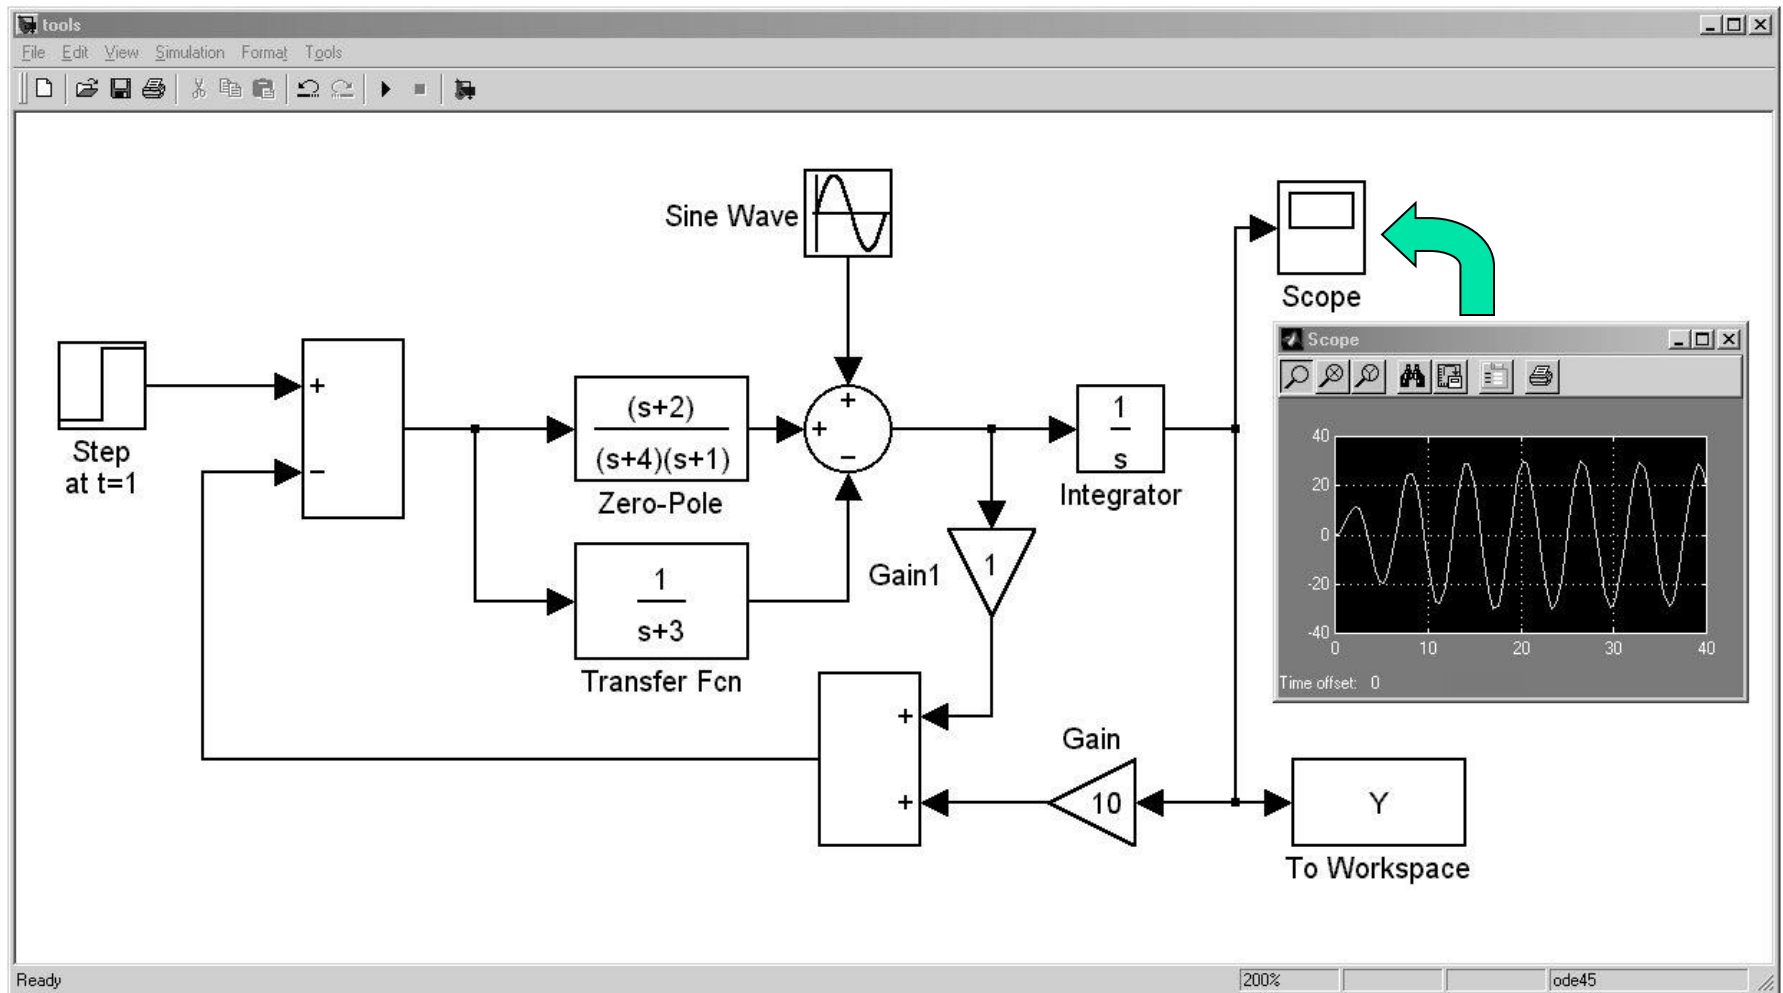 tools
File Edit View Simulation Format Tools
Sine Wave
Scope
Step
at t=1
+
−
(s+2)
(s+4)(s+1)
Zero-Pole
+
+
−
1
s
Integrator
1
s+3
Transfer Fcn
Gain1
1
+
+
Gain
10
Y
To Workspace
Scope
40
20
0
-20
-40
0 10 20 30 40
Time offset: 0
Ready 200% ode45